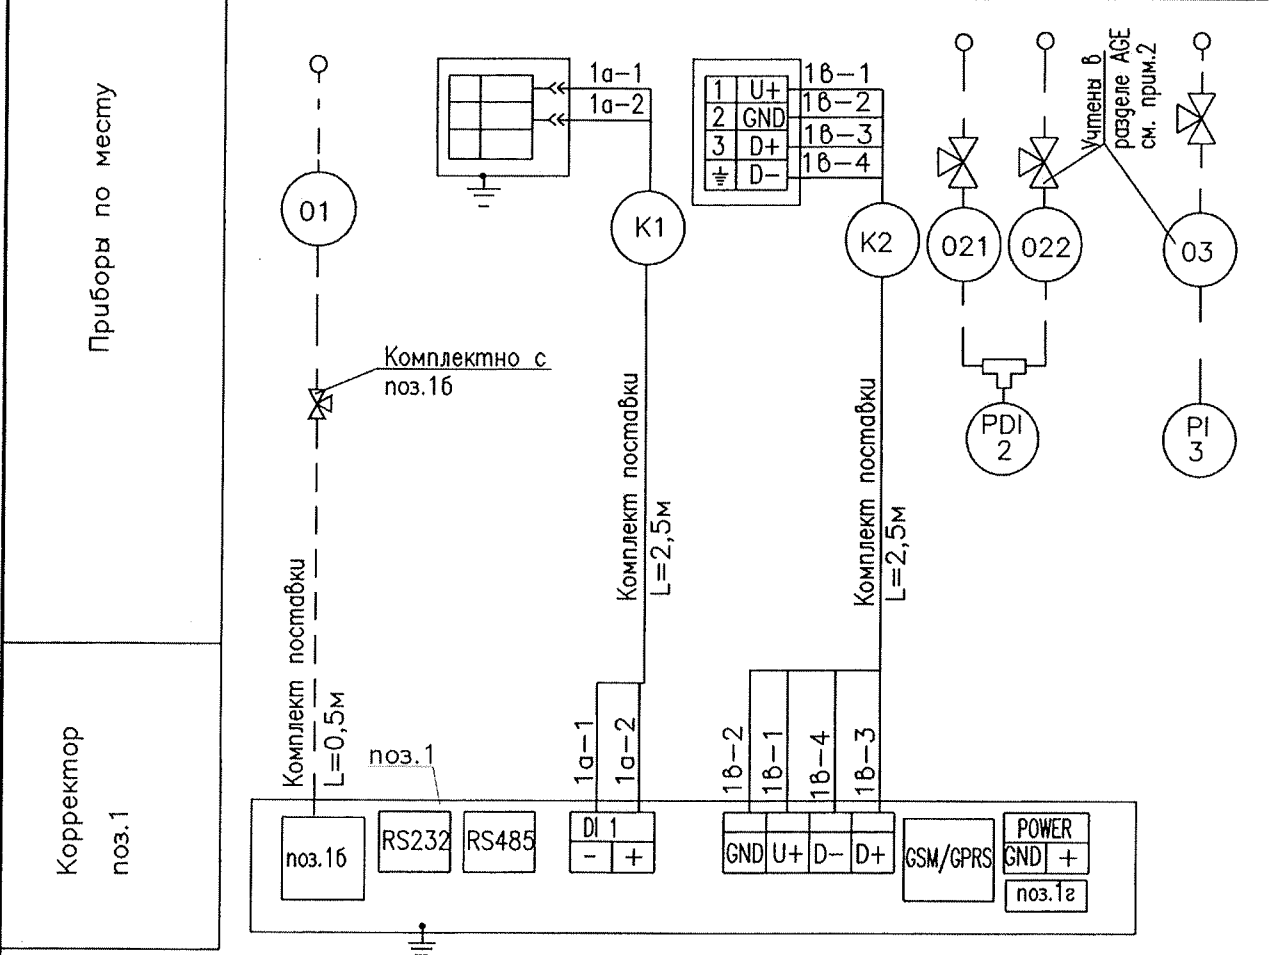 Приборы по месту
Корректор
поз.1
01
Комплектно с
поз.1б
Комплект поставки
L=0,5м
1а-1
1а-2
К1
Комплект поставки
L=2,5м
1а-1
1а-2
1 U+
2 GND
3 D+
D-
1в-1
1в-2
1в-3
1в-4
К2
Комплект поставки
L=2,5м
1в-2
1в-1
1в-4
1в-3
021
022
Учтены в
разделе AGE
см. прим.2
03
PDI
2
PI
3
поз.1
поз.1б
RS232
RS485
DI 1
- +
GND U+ D- D+
GSM/GPRS
POWER
GND +
поз.1г